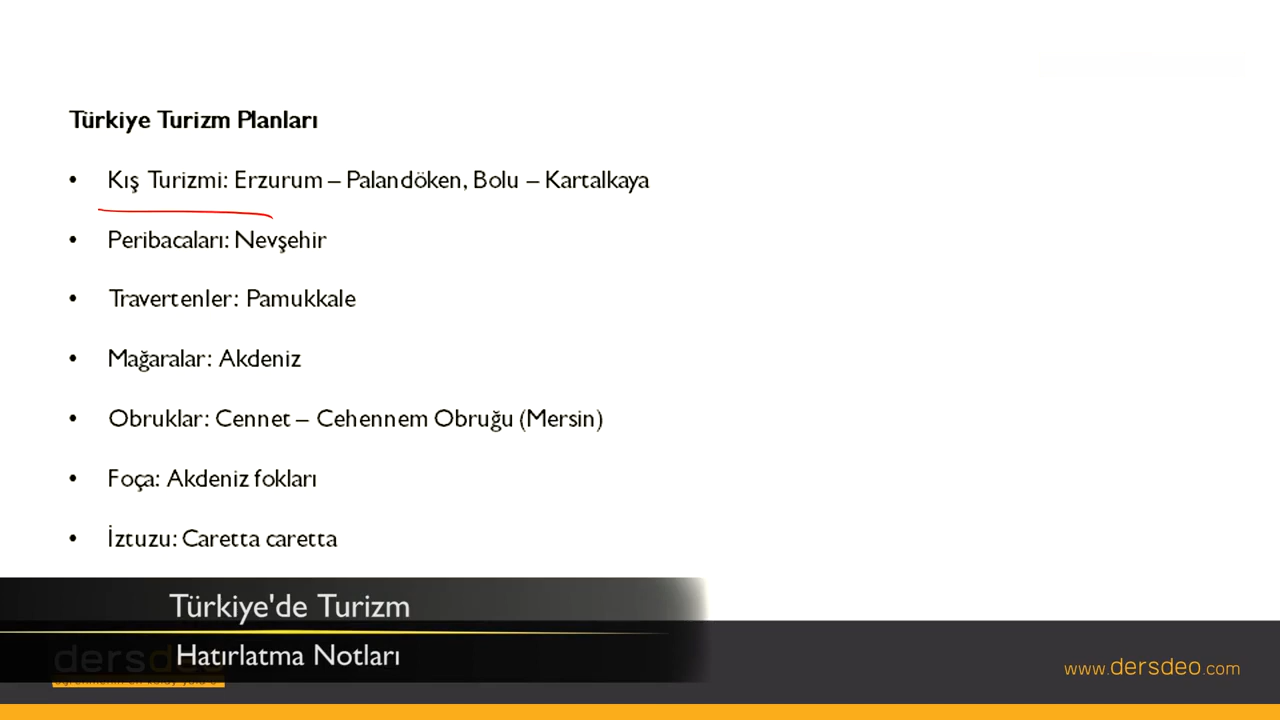 Türkiye Turizm Planları
• Kış Turizmi: Erzurum – Palandöken, Bolu – Kartalkaya
• Peribacaları: Nevşehir
• Travertenler: Pamukkale
• Mağaralar: Akdeniz
• Obruklar: Cennet – Cehennem Obruğu (Mersin)
• Foça: Akdeniz fokları
• İztuzu: Caretta caretta
Türkiye'de Turizm
Hatırlatma Notları
dersdeo
www.dersdeo.com